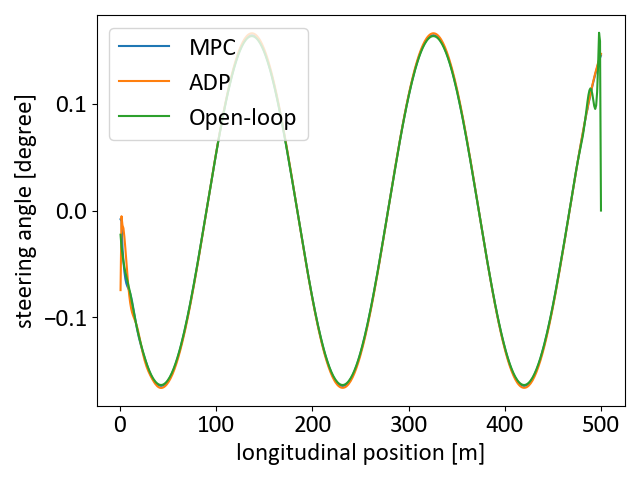 MPC
ADP
Open-loop
steering angle [degree]
0.1
0.0
−0.1
0 100 200 300 400 500
longitudinal position [m]